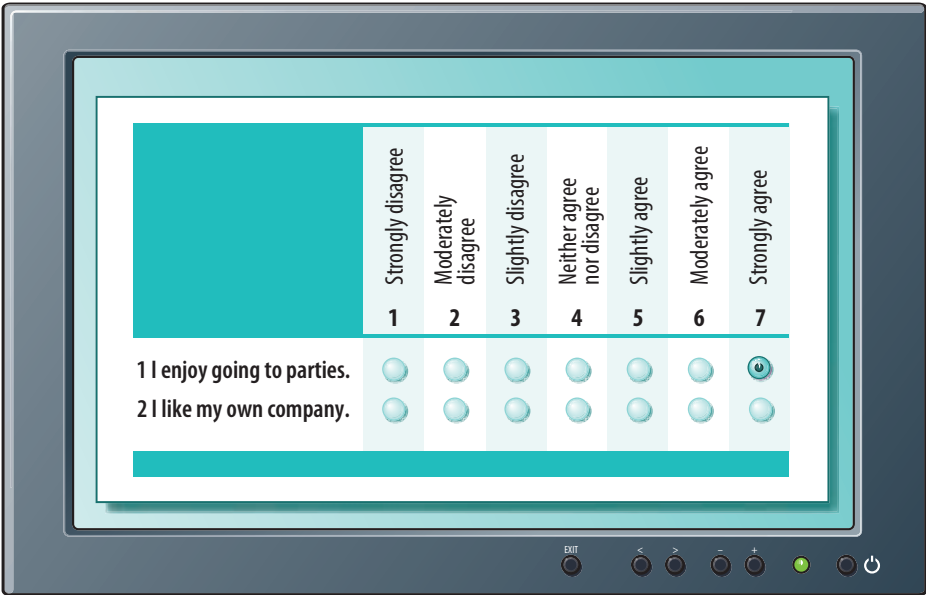 Strongly disagree
Moderately
disagree
Slightly disagree
Neither agree
nor disagree
Slightly agree
Moderately agree
Strongly agree
1 2 3 4 5 6 7
1 I enjoy going to parties.
2 I like my own company.
EXIT < > – +